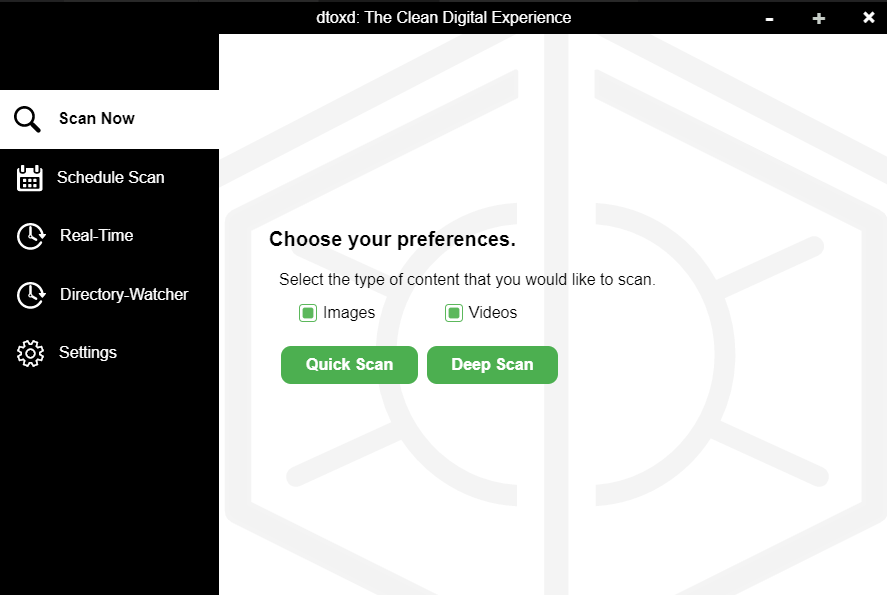 dtoxd: The Clean Digital Experience
Scan Now
Schedule Scan
Real-Time
Directory-Watcher
Settings
Choose your preferences.
Select the type of content that you would like to scan.
Images Videos
Quick Scan Deep Scan